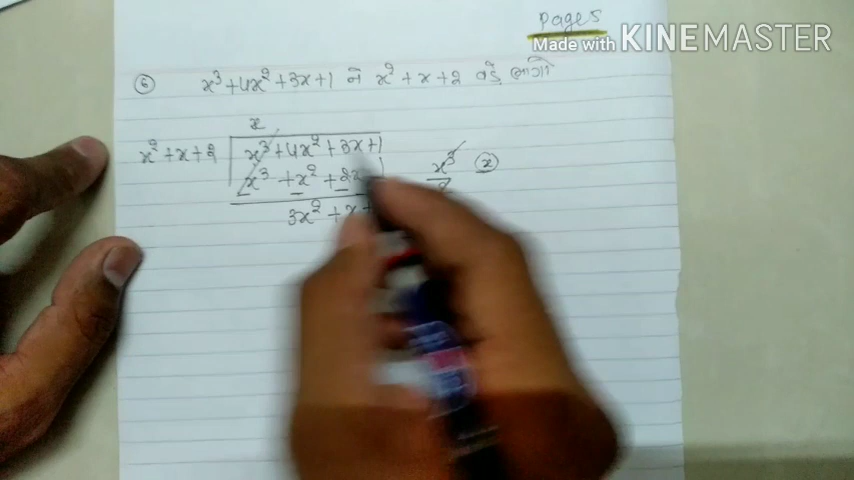 Page 5
Made with KINEMASTER
6 x³ + 4x² + 3x + 1 ને x² + x + 2 વડે ભાગો
x
x² + x + 2 x³ + 4x² + 3x + 1
x³ + x² + 2x x³ x
3x² + x +